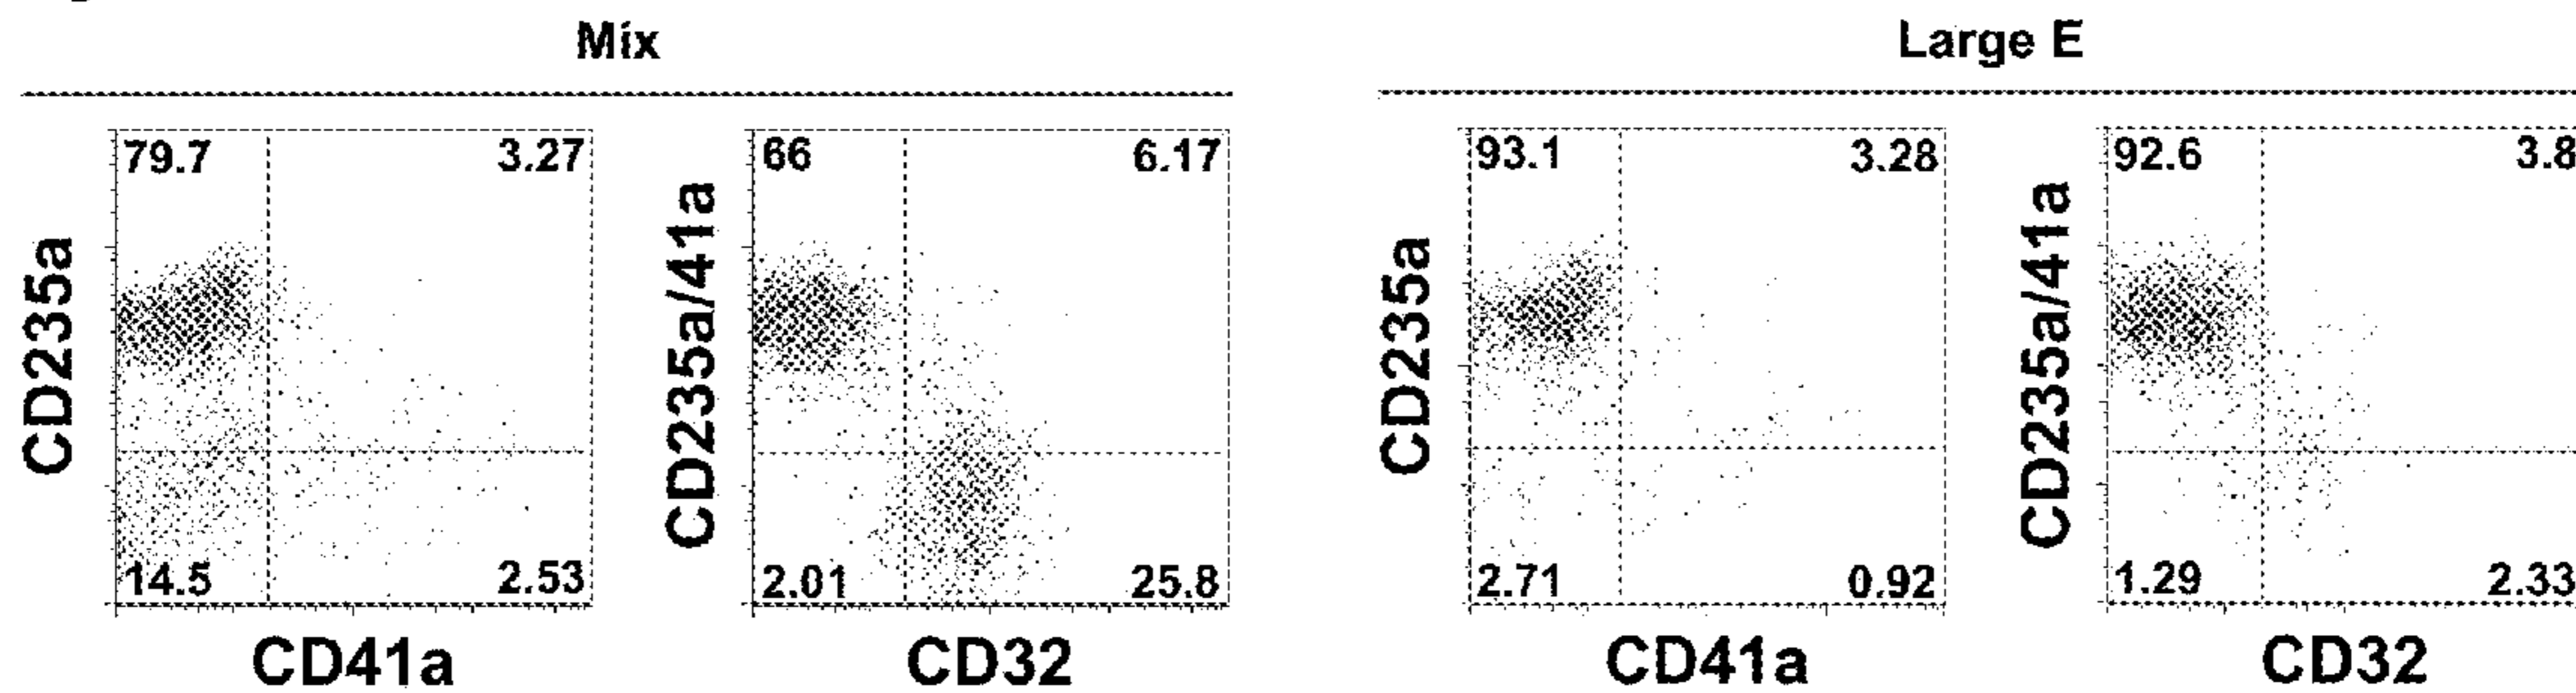 Mix
Large E
79.7 3.27
CD235a
14.5 2.53
CD41a
66 6.17
CD235a/41a
2.01 25.8
CD32
93.1 3.28
CD235a
2.71 0.92
CD41a
92.6 3.8
CD235a/41a
1.29 2.33
CD32